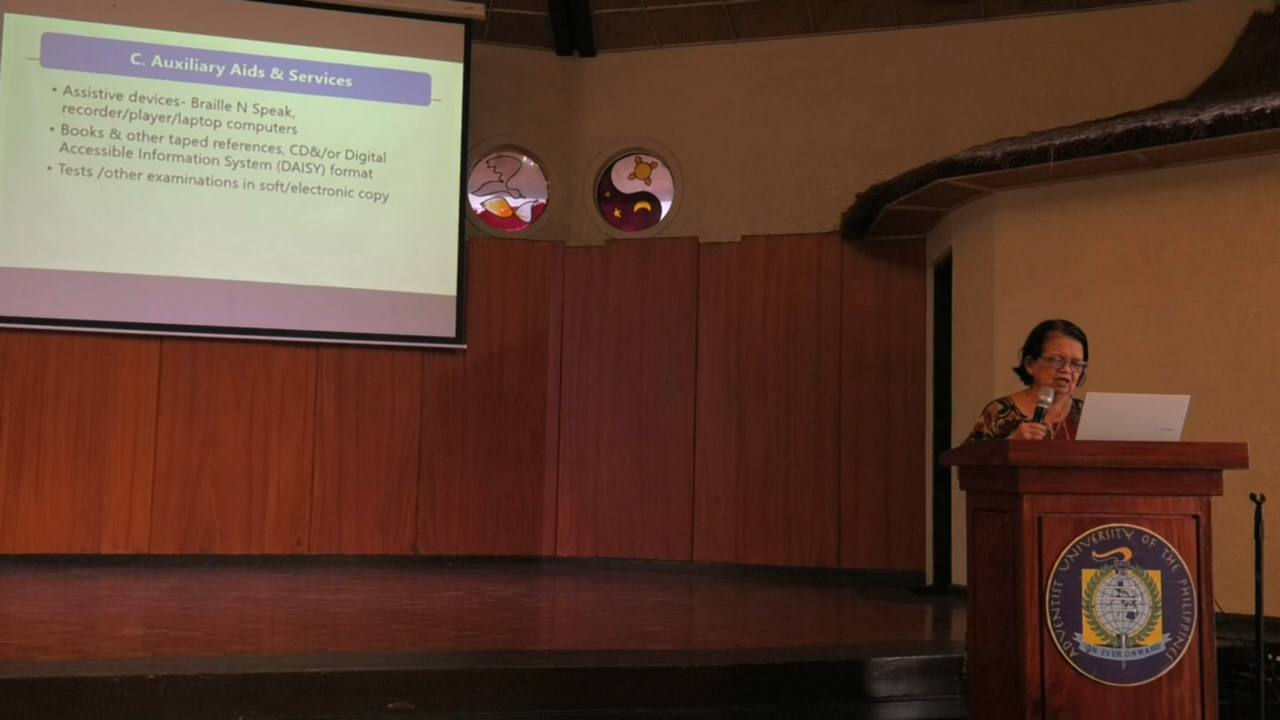 C. Auxiliary Aids & Services
• Assistive devices- Braille N Speak,
recorder/player/laptop computers
• Books & other taped references, CD&/or Digital
Accessible Information System (DAISY) format
• Tests /other examinations in soft/electronic copy
ADVENTIST UNIVERSITY OF THE PHILIPPINES
ON EVER ONWARD